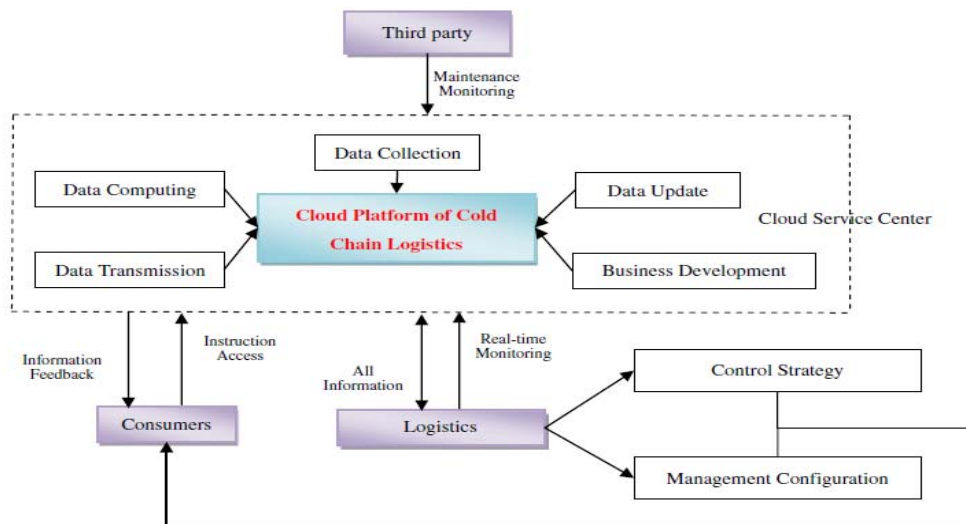 Third party
Maintenance
Monitoring
Data Collection
Data Computing
Data Update
Cloud Platform of Cold
Chain Logistics
Cloud Service Center
Data Transmission
Business Development
Information
Feedback
Instruction
Access
All
Information
Real-time
Monitoring
Control Strategy
Consumers
Logistics
Management Configuration